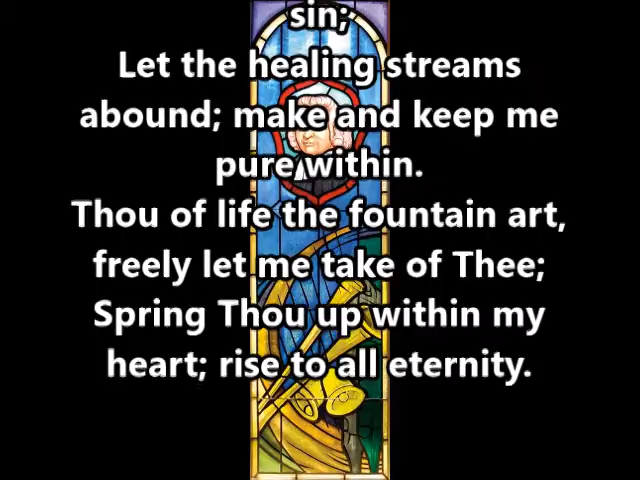 sin;
Let the healing streams
abound; make and keep me
pure within.
Thou of life the fountain art,
freely let me take of Thee;
Spring Thou up within my
heart; rise to all eternity.